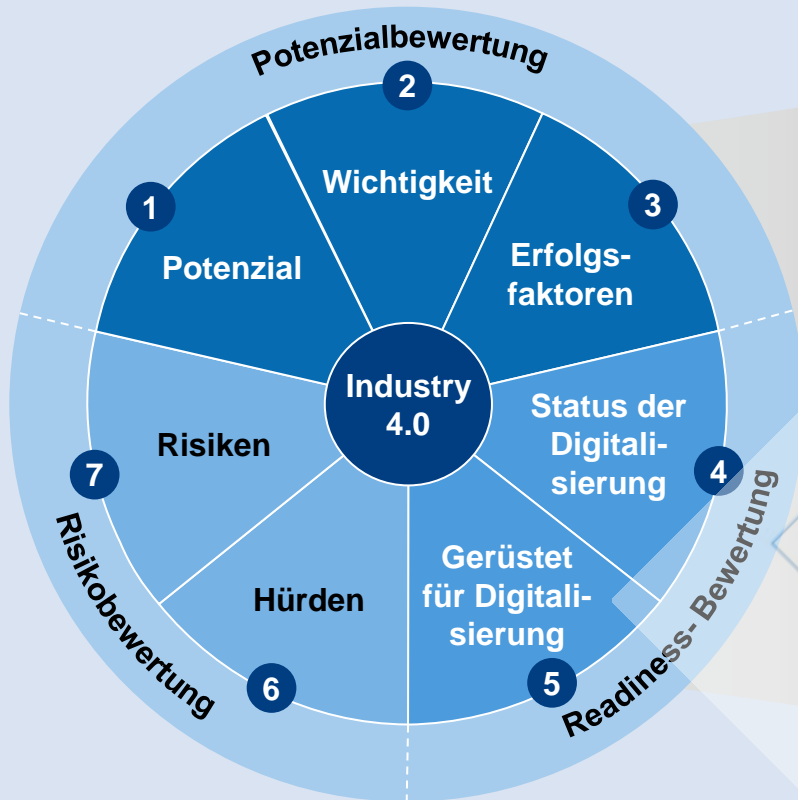 Potenzialbewertung
2
Wichtigkeit
1
Potenzial
3
Erfolgs-
faktoren
Industry
4.0
Status der
Digitali-
sierung
4
Gerüstet
für Digitali-
sierung
5
Readiness- Bewertung
Hürden
6
Risiken
7
Risikobewertung